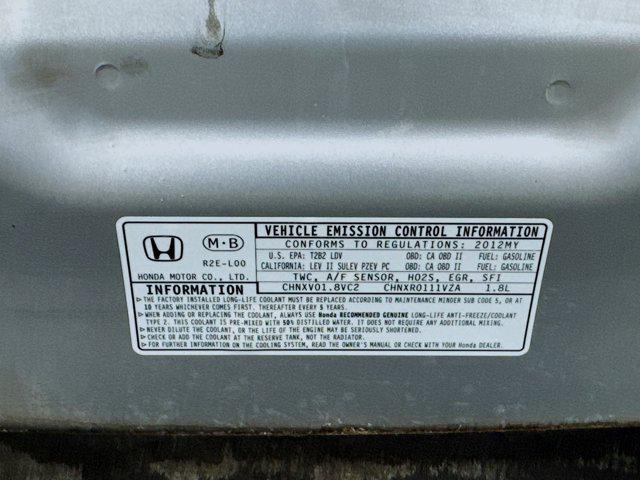 VEHICLE EMISSION CONTROL INFORMATION
M·B
CONFORMS TO REGULATIONS: 2012MY
R2E-L00
U.S. EPA: T2B2 LDV OBD: CA OBD II FUEL: GASOLINE
CALIFORNIA: LEV II SULEV PZEV PC OBD: CA OBD II FUEL: GASOLINE
HONDA MOTOR CO., LTD.
TWC, A/F SENSOR, HO2S, EGR, SFI
INFORMATION
CHNXV01.8VC2 CHNXR0111VZA 1.8L
▷THE FACTORY INSTALLED LONG-LIFE COOLANT MUST BE REPLACED ACCORDING TO MAINTENANCE MINDER SUB CODE 5, OR AT
10 YEARS WHICHEVER COMES FIRST. THEREAFTER EVERY 5 YEARS.
▷WHEN ADDING OR REPLACING THE COOLANT, ALWAYS USE Honda RECOMMENDED GENUINE LONG-LIFE ANTI-FREEZE/COOLANT
TYPE 2. THIS COOLANT IS PRE-MIXED WITH 50% DISTILLED WATER. IT DOES NOT REQUIRE ANY ADDITIONAL MIXING.
▷NEVER DILUTE THE COOLANT, OR THE LIFE OF THE ENGINE MAY BE SERIOUSLY SHORTENED.
▷CHECK OR ADD THE COOLANT AT THE RESERVE TANK, NOT THE RADIATOR.
▷FOR FURTHER INFORMATION ON THE COOLING SYSTEM, READ THE OWNER'S MANUAL OR CHECK WITH YOUR Honda DEALER.